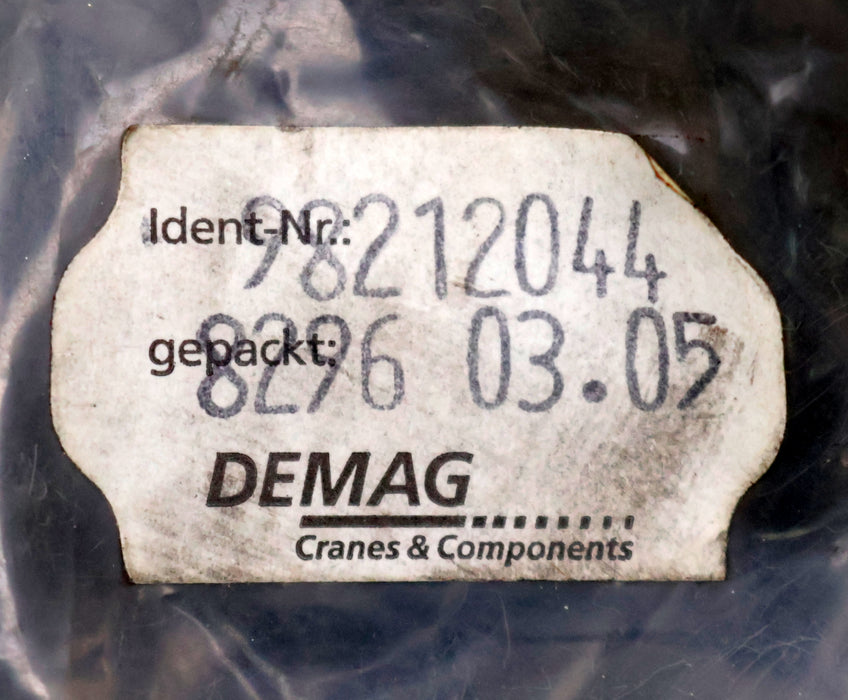 Ident-Nr.: 98212044
gepackt: 8296 03.05
DEMAG
Cranes & Components